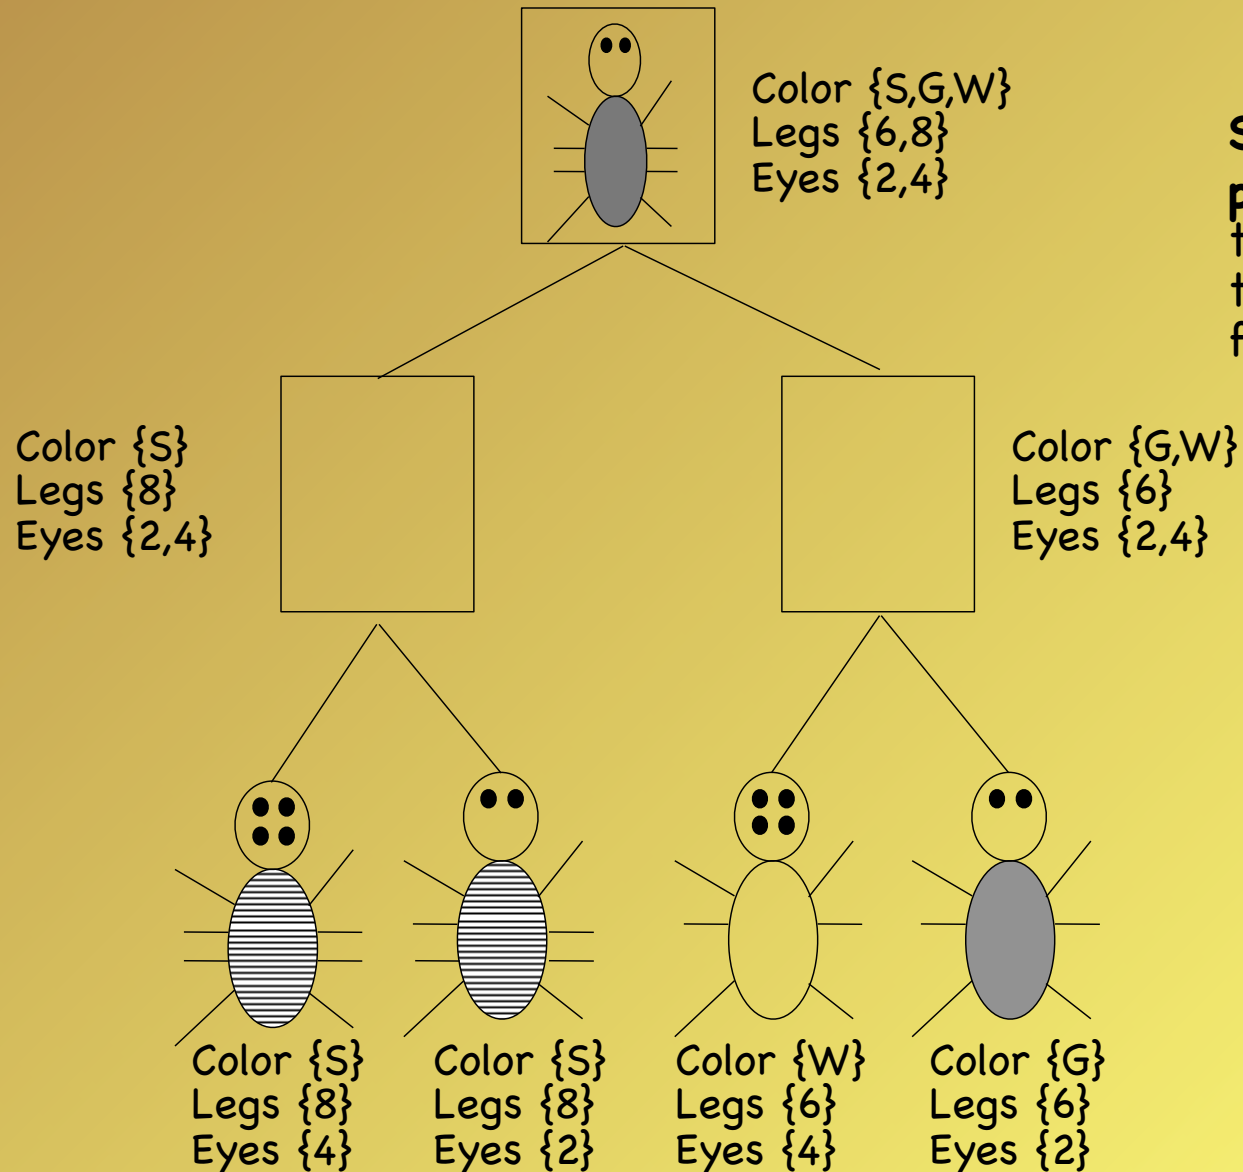 Color {S,G,W}
Legs {6,8}
Eyes {2,4}
Color {S}
Legs {8}
Eyes {2,4}
Color {G,W}
Legs {6}
Eyes {2,4}
Color {S}
Legs {8}
Eyes {4}
Color {S}
Legs {8}
Eyes {2}
Color {W}
Legs {6}
Eyes {4}
Color {G}
Legs {6}
Eyes {2}